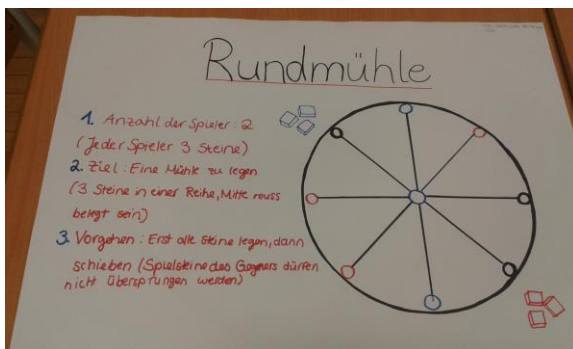 Rundmühle
1. Anzahl der Spieler: 2
(Jeder Spieler 3 Steine)
2. Ziel: Eine Mühle zu legen
(3 Steine in einer Reihe, Mitte muss
belegt sein)
3. Vorgehen: Erst alle Steine legen, dann
schieben (Spielsteine des Gegners dürfen
nicht übersprungen werden)